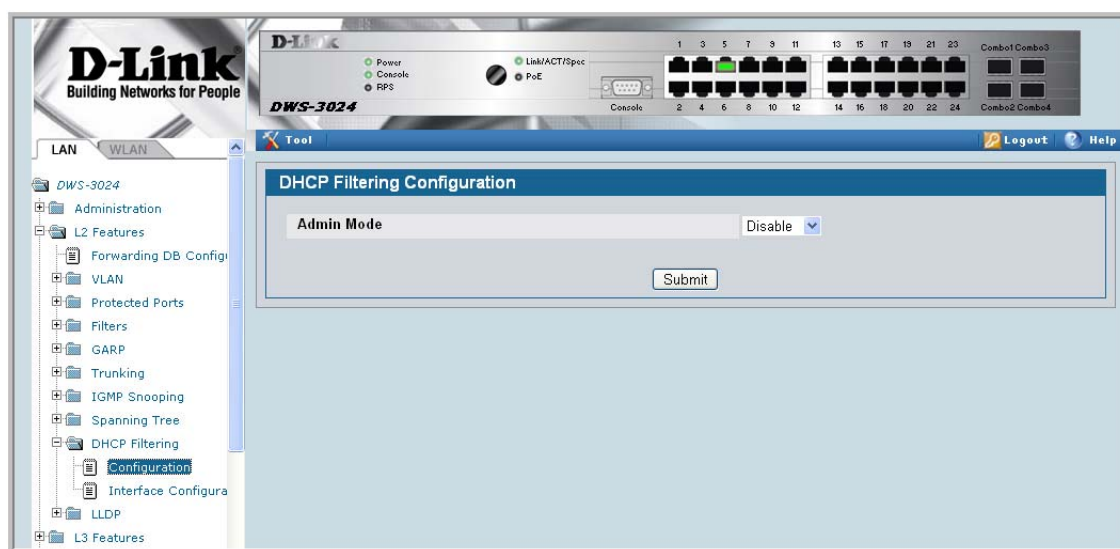 D-Link
Building Networks for People
D-Link
Power
Console
RPS
Link/ACT/Spee
PoE
Console
DWS-3024
1 3 5 7 9 11 13 15 17 19 21 23
2 4 6 8 10 12 14 16 18 20 22 24
Combo1 Combo3
Combo2 Combo4
LAN
WLAN
Tool
Logout
Help
DWS-3024
Administration
L2 Features
Forwarding DB Configu
VLAN
Protected Ports
Filters
GARP
Trunking
IGMP Snooping
Spanning Tree
DHCP Filtering
Configuration
Interface Configura
LLDP
L3 Features
DHCP Filtering Configuration
Admin Mode
Disable
Submit